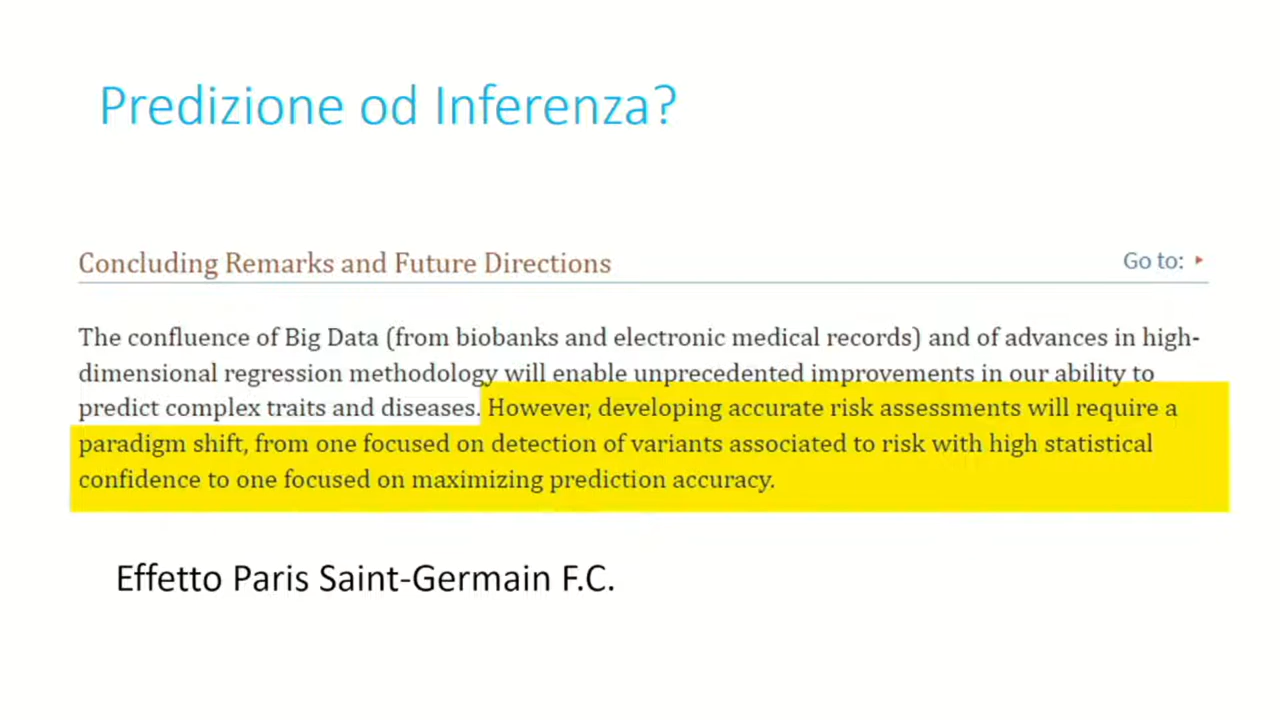 Predizione od Inferenza?
Concluding Remarks and Future Directions
Go to: ▸
The confluence of Big Data (from biobanks and electronic medical records) and of advances in high-
dimensional regression methodology will enable unprecedented improvements in our ability to
predict complex traits and diseases. However, developing accurate risk assessments will require a
paradigm shift, from one focused on detection of variants associated to risk with high statistical
confidence to one focused on maximizing prediction accuracy.
Effetto Paris Saint-Germain F.C.